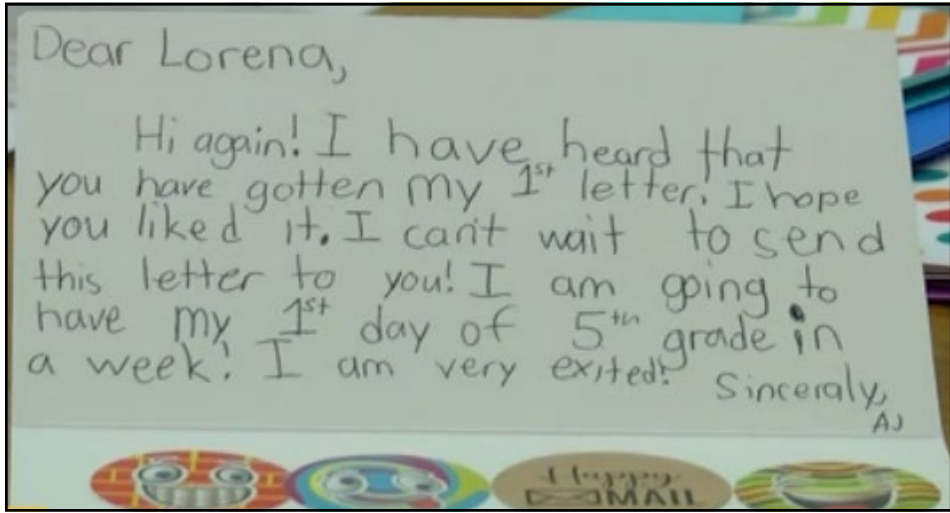 Dear Lorena,
Hi again! I have heard that
you have gotten my 1st letter. I hope
you liked it. I can't wait to send
this letter to you! I am going to
have my 1st day of 5th grade in
a week! I am very exited!
Sinceraly,
AJ
Happy
MAIL